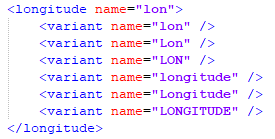 <longitude name="lon">
    <variant name="lon" />
    <variant name="Lon" />
    <variant name="LON" />
    <variant name="longitude" />
    <variant name="Longitude" />
    <variant name="LONGITUDE" />
</longitude>